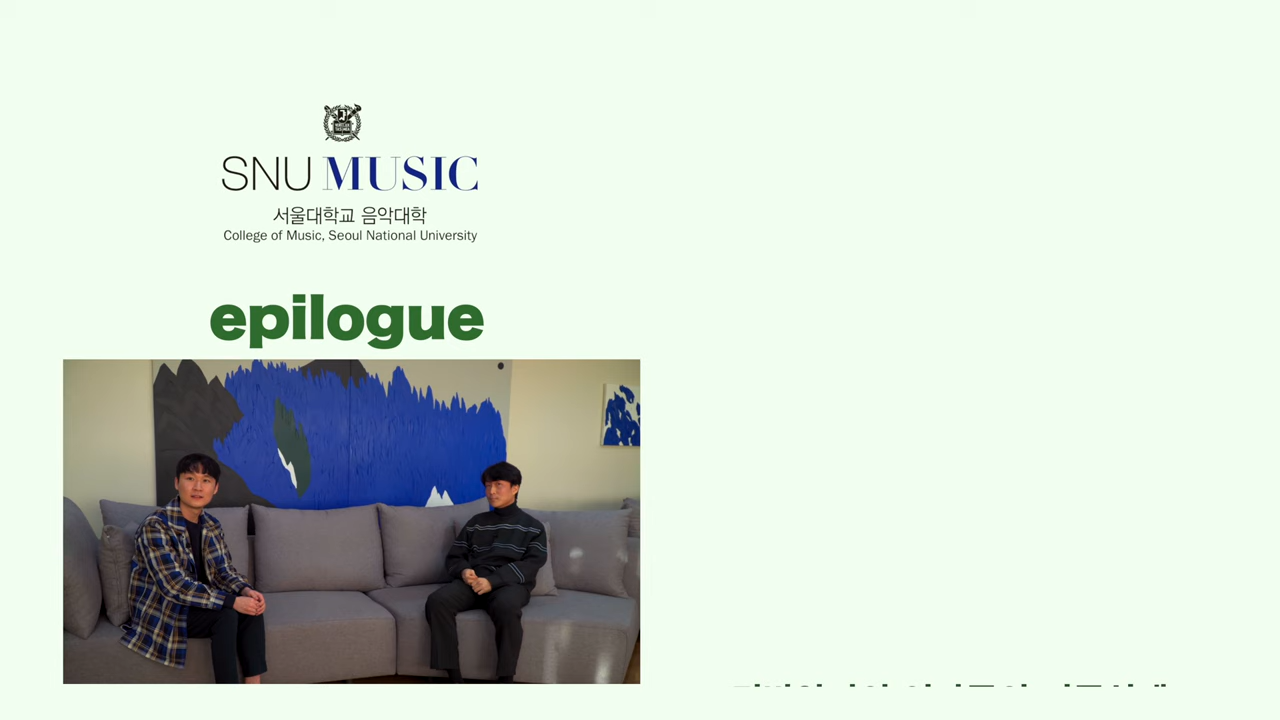 SNU MUSIC
서울대학교 음악대학
College of Music, Seoul National University
epilogue